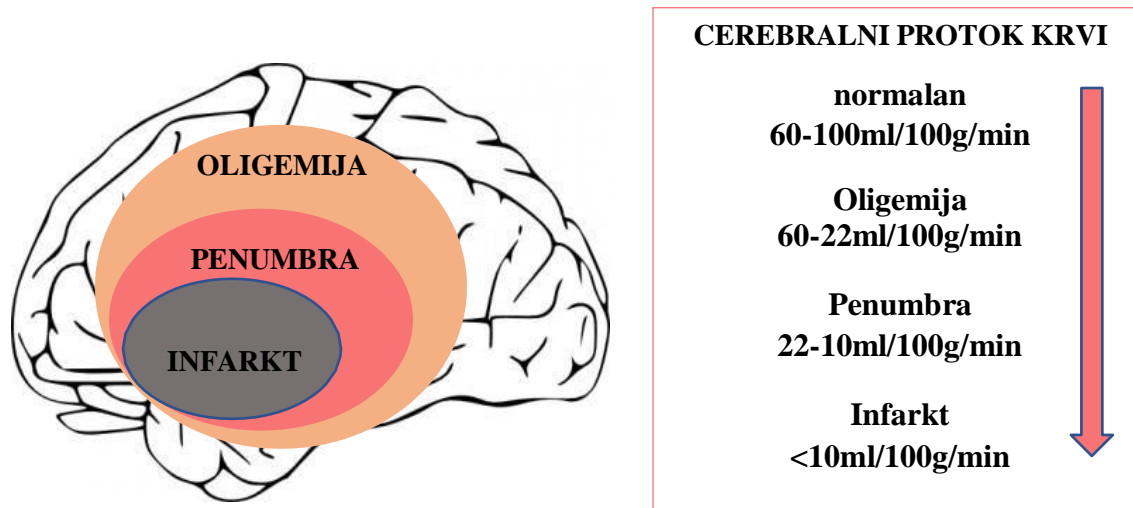 OLIGEMIJA
PENUMBRA
INFARKT
CEREBRALNI PROTOK KRVI
normalan
60-100ml/100g/min
Oligemija
60-22ml/100g/min
Penumbra
22-10ml/100g/min
Infarkt
<10ml/100g/min